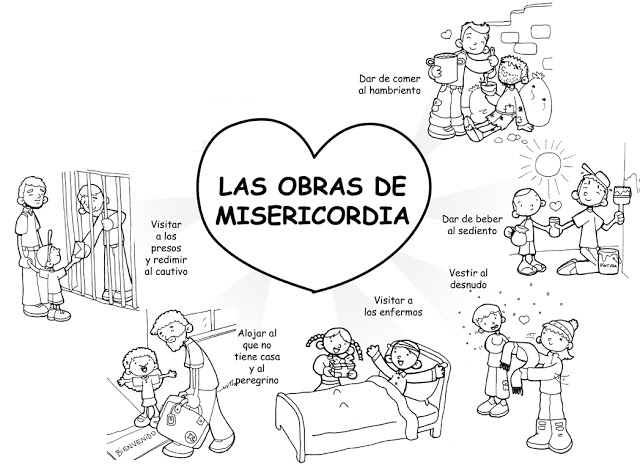 LAS OBRAS DE
MISERICORDIA
Dar de comer
al hambriento
Dar de beber
al sediento
Vestir al
desnudo
Visitar a
los enfermos
Alojar al
que no
tiene casa
y al
peregrino
Visitar
a los
presos
y redimir
al cautivo
BIENVENIDO